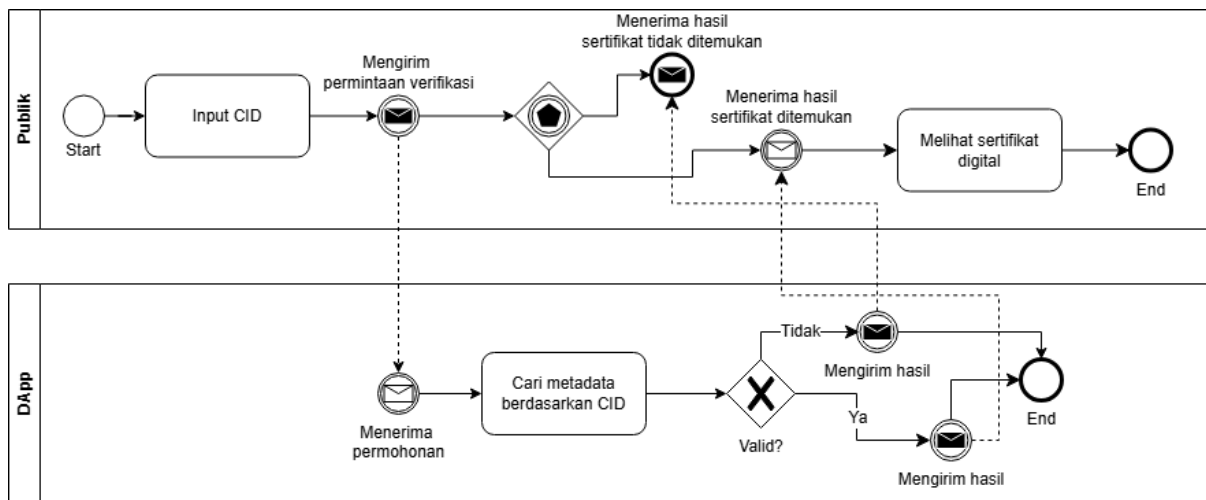 Publik
Start
Input CID
Mengirim
permintaan verifikasi
Menerima hasil
sertifikat tidak ditemukan
Menerima hasil
sertifikat ditemukan
Melihat sertifikat
digital
End
DApp
Menerima
permohonan
Cari metadata
berdasarkan CID
Valid?
Tidak
Mengirim hasil
Ya
Mengirim hasil
End